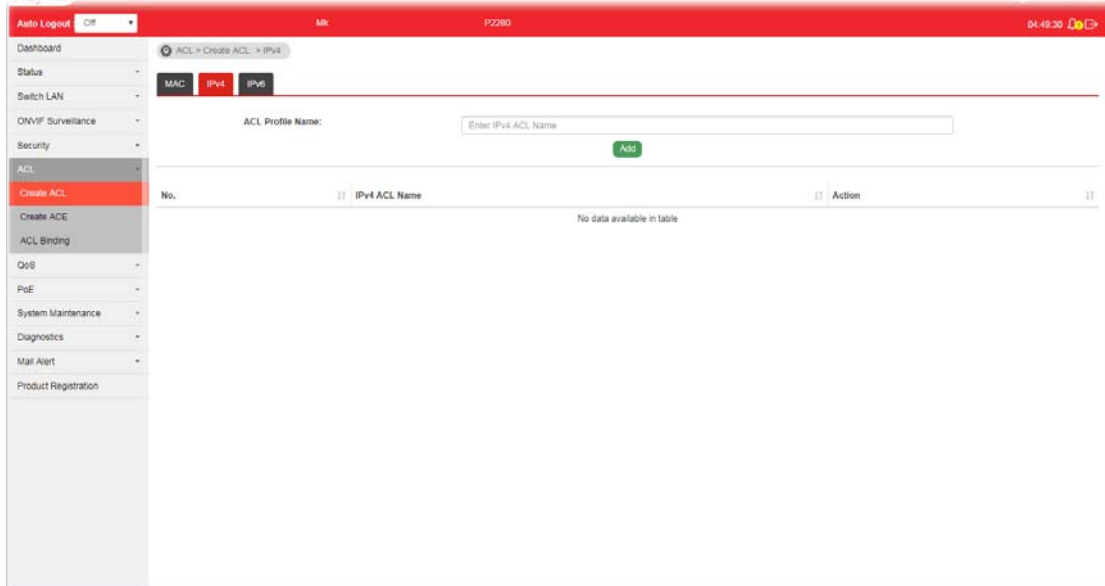 Auto Logout : Off Mk P2280 04:49:30
Dashboard
Status
Switch LAN
ONVIF Surveillance
Security
ACL
Create ACL
Create ACE
ACL Binding
QoS
PoE
System Maintenance
Diagnostics
Mail Alert
Product Registration
ACL > Create ACL > IPv4
MAC IPv4 IPv6
ACL Profile Name: Enter IPv4 ACL Name
Add
No. IPv4 ACL Name Action
No data available in table